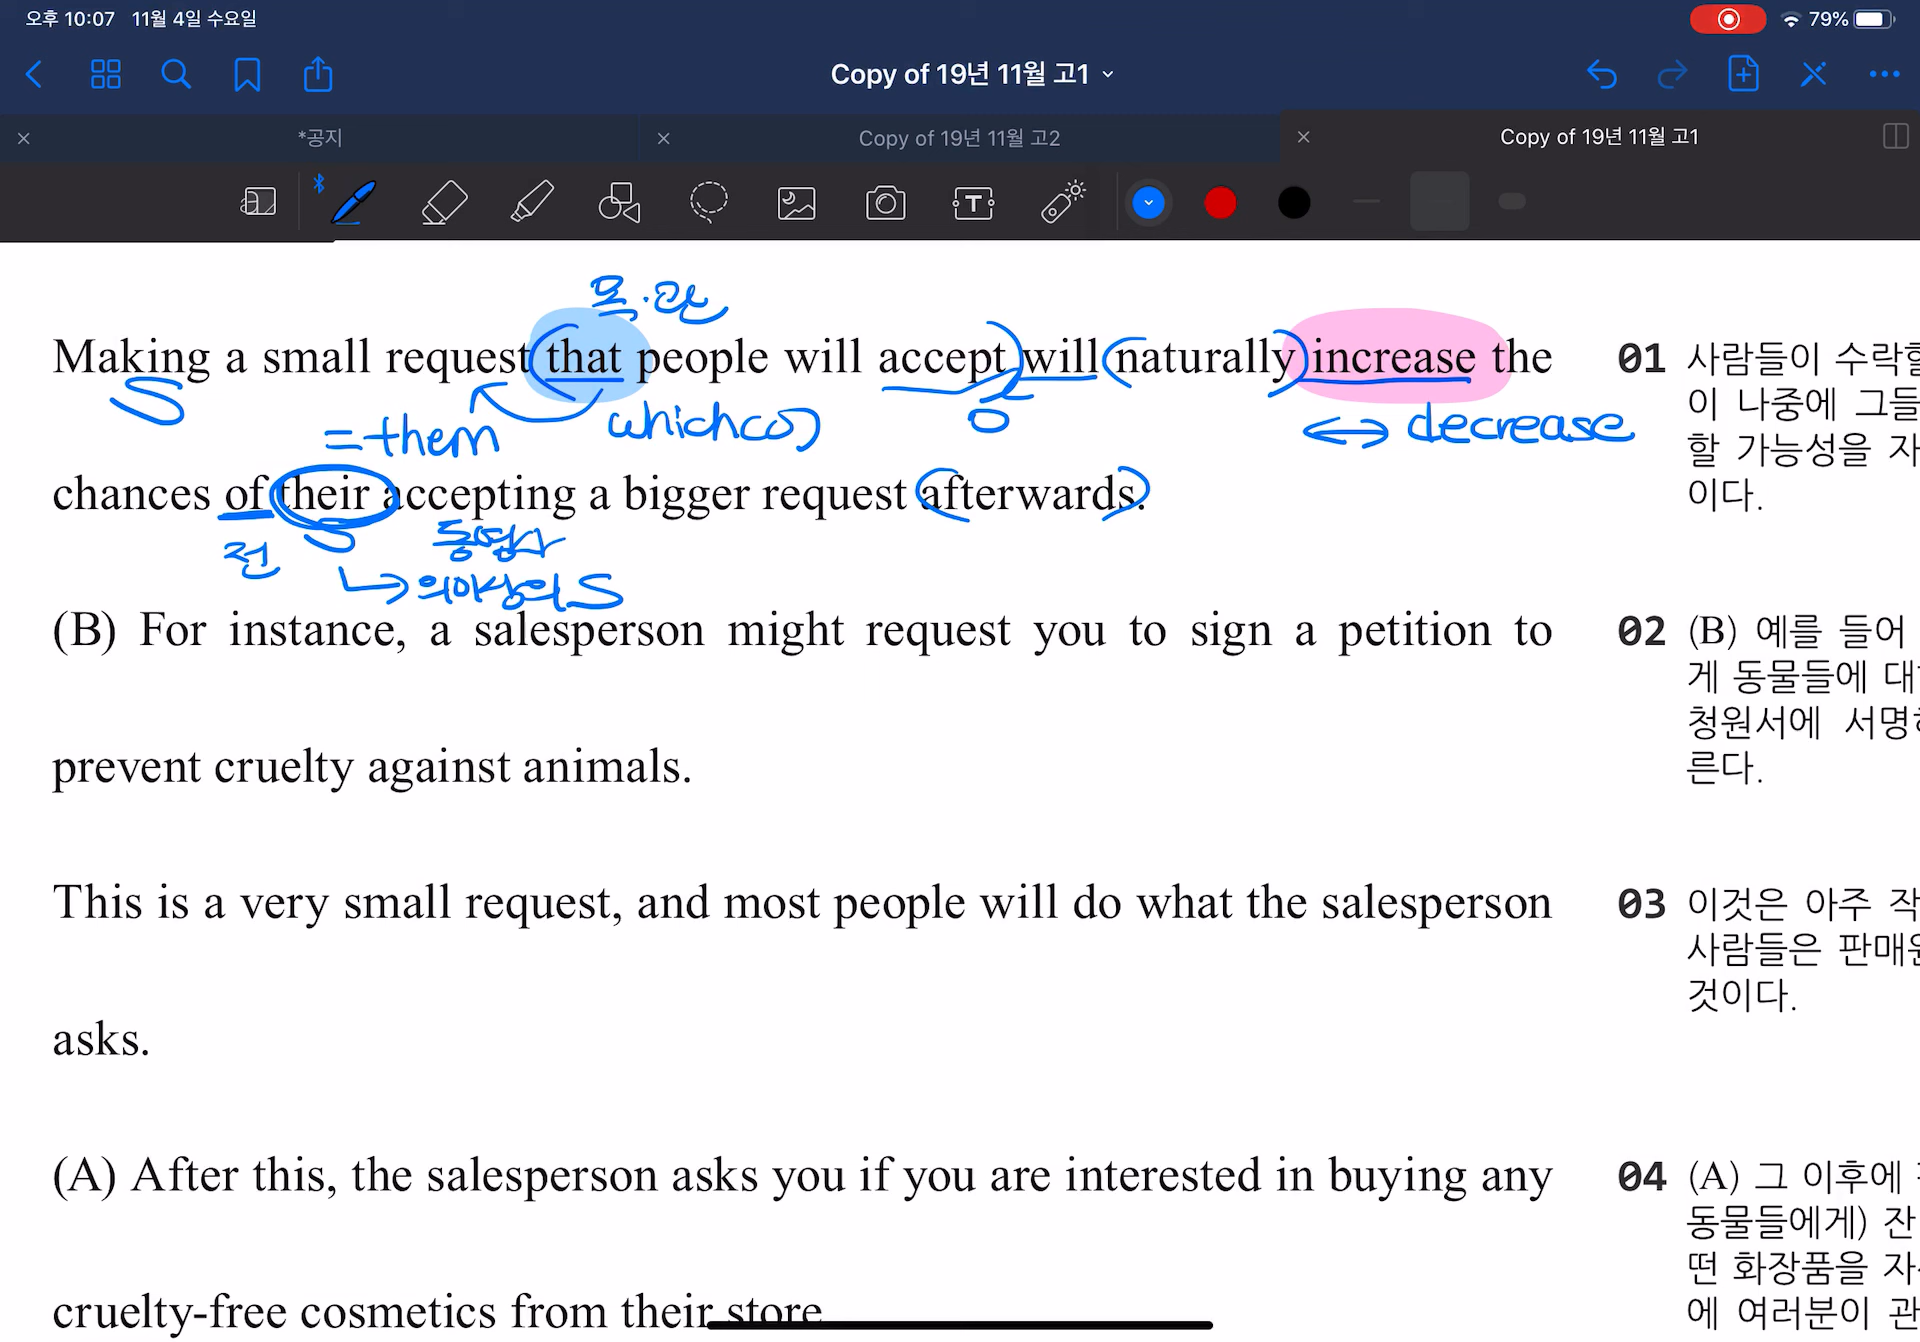 오후 10:07 11월 4일 수요일 79%
Copy of 19년 11월 고1
*공지 Copy of 19년 11월 고2 Copy of 19년 11월 고1
목·관
Making a small request that people will accept will naturally increase the
S =them which(o) O ↔ decrease
chances of their accepting a bigger request afterwards.
전 S 동명사
→ 의미상의 S
(B) For instance, a salesperson might request you to sign a petition to
prevent cruelty against animals.
This is a very small request, and most people will do what the salesperson
asks.
(A) After this, the salesperson asks you if you are interested in buying any
cruelty-free cosmetics from their store
01 사람들이 수락할
이 나중에 그들
할 가능성을 자
이다.
02 (B) 예를 들어
게 동물들에 대
청원서에 서명하
른다.
03 이것은 아주 작
사람들은 판매원
것이다.
04 (A) 그 이후에
동물들에게) 잔
떤 화장품을 자
에 여러분이 관